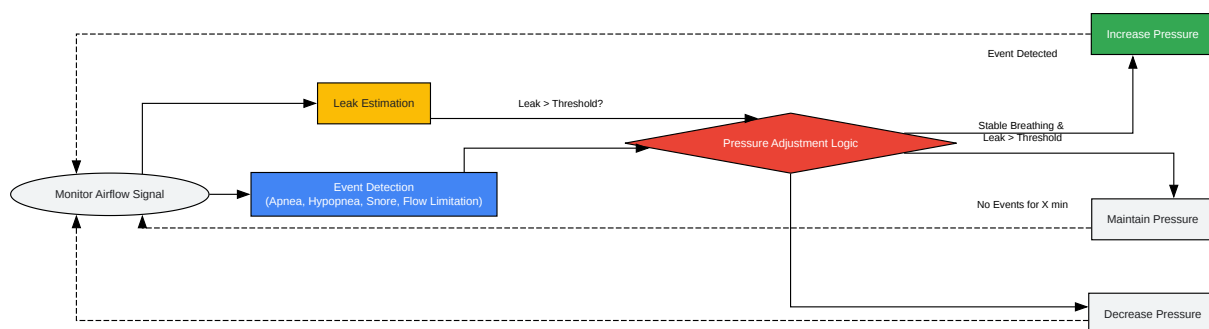 Increase Pressure
Event Detected
Leak Estimation
Leak > Threshold?
Stable Breathing &
Leak > Threshold
Pressure Adjustment Logic
Event Detection
(Apnea, Hypopnea, Snore, Flow Limitation)
Monitor Airflow Signal
No Events for X min
Maintain Pressure
Decrease Pressure